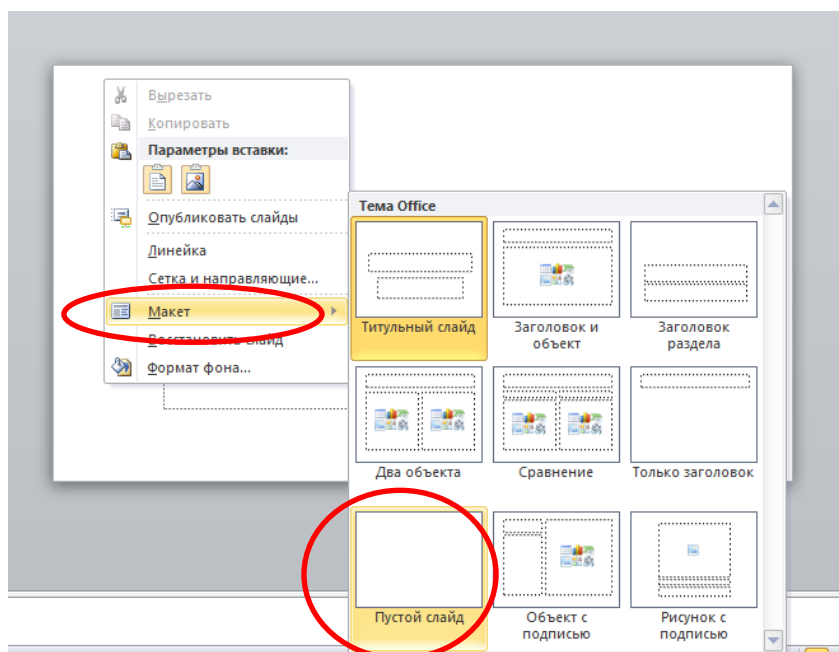 Вырезать
Копировать
Параметры вставки:
Опубликовать слайды
Линейка
Сетка и направляющие...
Макет
Восстановить слайд
Формат фона...
Тема Office
Титульный слайд
Заголовок и
объект
Заголовок
раздела
Два объекта
Сравнение
Только заголовок
Пустой слайд
Объект с
подписью
Рисунок с
подписью